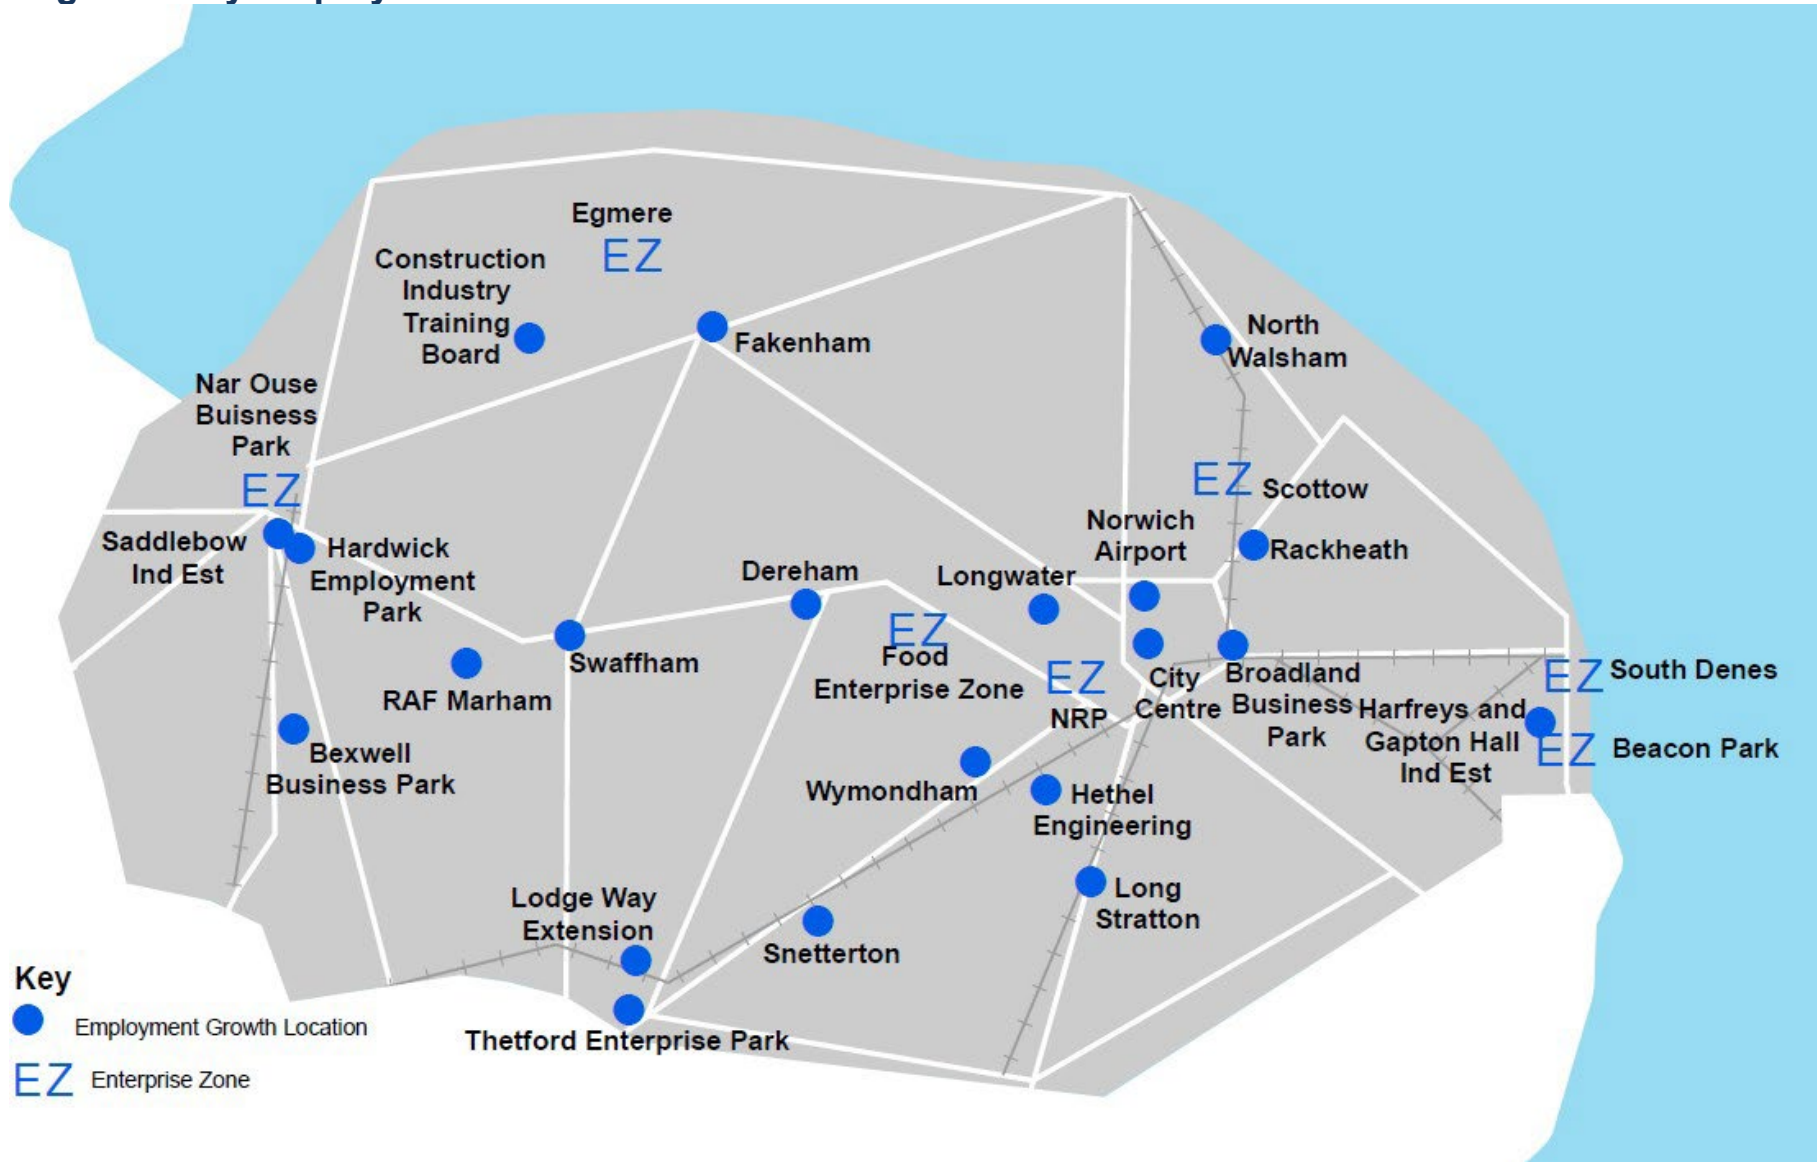 Egmere
EZ
Construction
Industry
Training
Board
Fakenham
North
Walsham
Nar Ouse
Buisness
Park
EZ
EZ
Scottow
Norwich
Airport
Rackheath
Saddlebow
Ind Est
Hardwick
Employment
Park
Dereham
Longwater
EZ
Food
Enterprise Zone
Swaffham
RAF Marham
EZ
NRP
City
Centre
Broadland
Business
Park
EZ
South Denes
Harfreys and
Gapton Hall
Ind Est
EZ
Beacon Park
Bexwell
Business Park
Wymondham
Hethel
Engineering
Long
Stratton
Lodge Way
Extension
Snetterton
Thetford Enterprise Park
Key
Employment Growth Location
EZ
Enterprise Zone